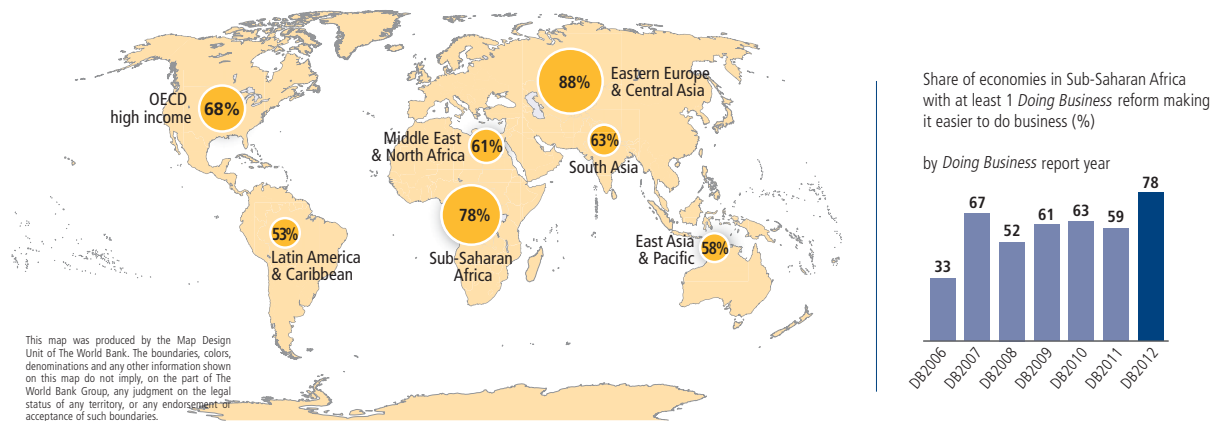 OECD
high income
68%
88%
Eastern Europe
& Central Asia
Middle East
& North Africa
61%
63%
South Asia
78%
Sub-Saharan
Africa
53%
Latin America
& Caribbean
East Asia
& Pacific
58%
This map was produced by the Map Design
Unit of The World Bank. The boundaries, colors,
denominations and any other information shown
on this map do not imply, on the part of The
World Bank Group, any judgment on the legal
status of any territory, or any endorsement or
acceptance of such boundaries.
Share of economies in Sub-Saharan Africa
with at least 1 Doing Business reform making
it easier to do business (%)
by Doing Business report year
33
67
52
61
63
59
78
DB2006
DB2007
DB2008
DB2009
DB2010
DB2011
DB2012